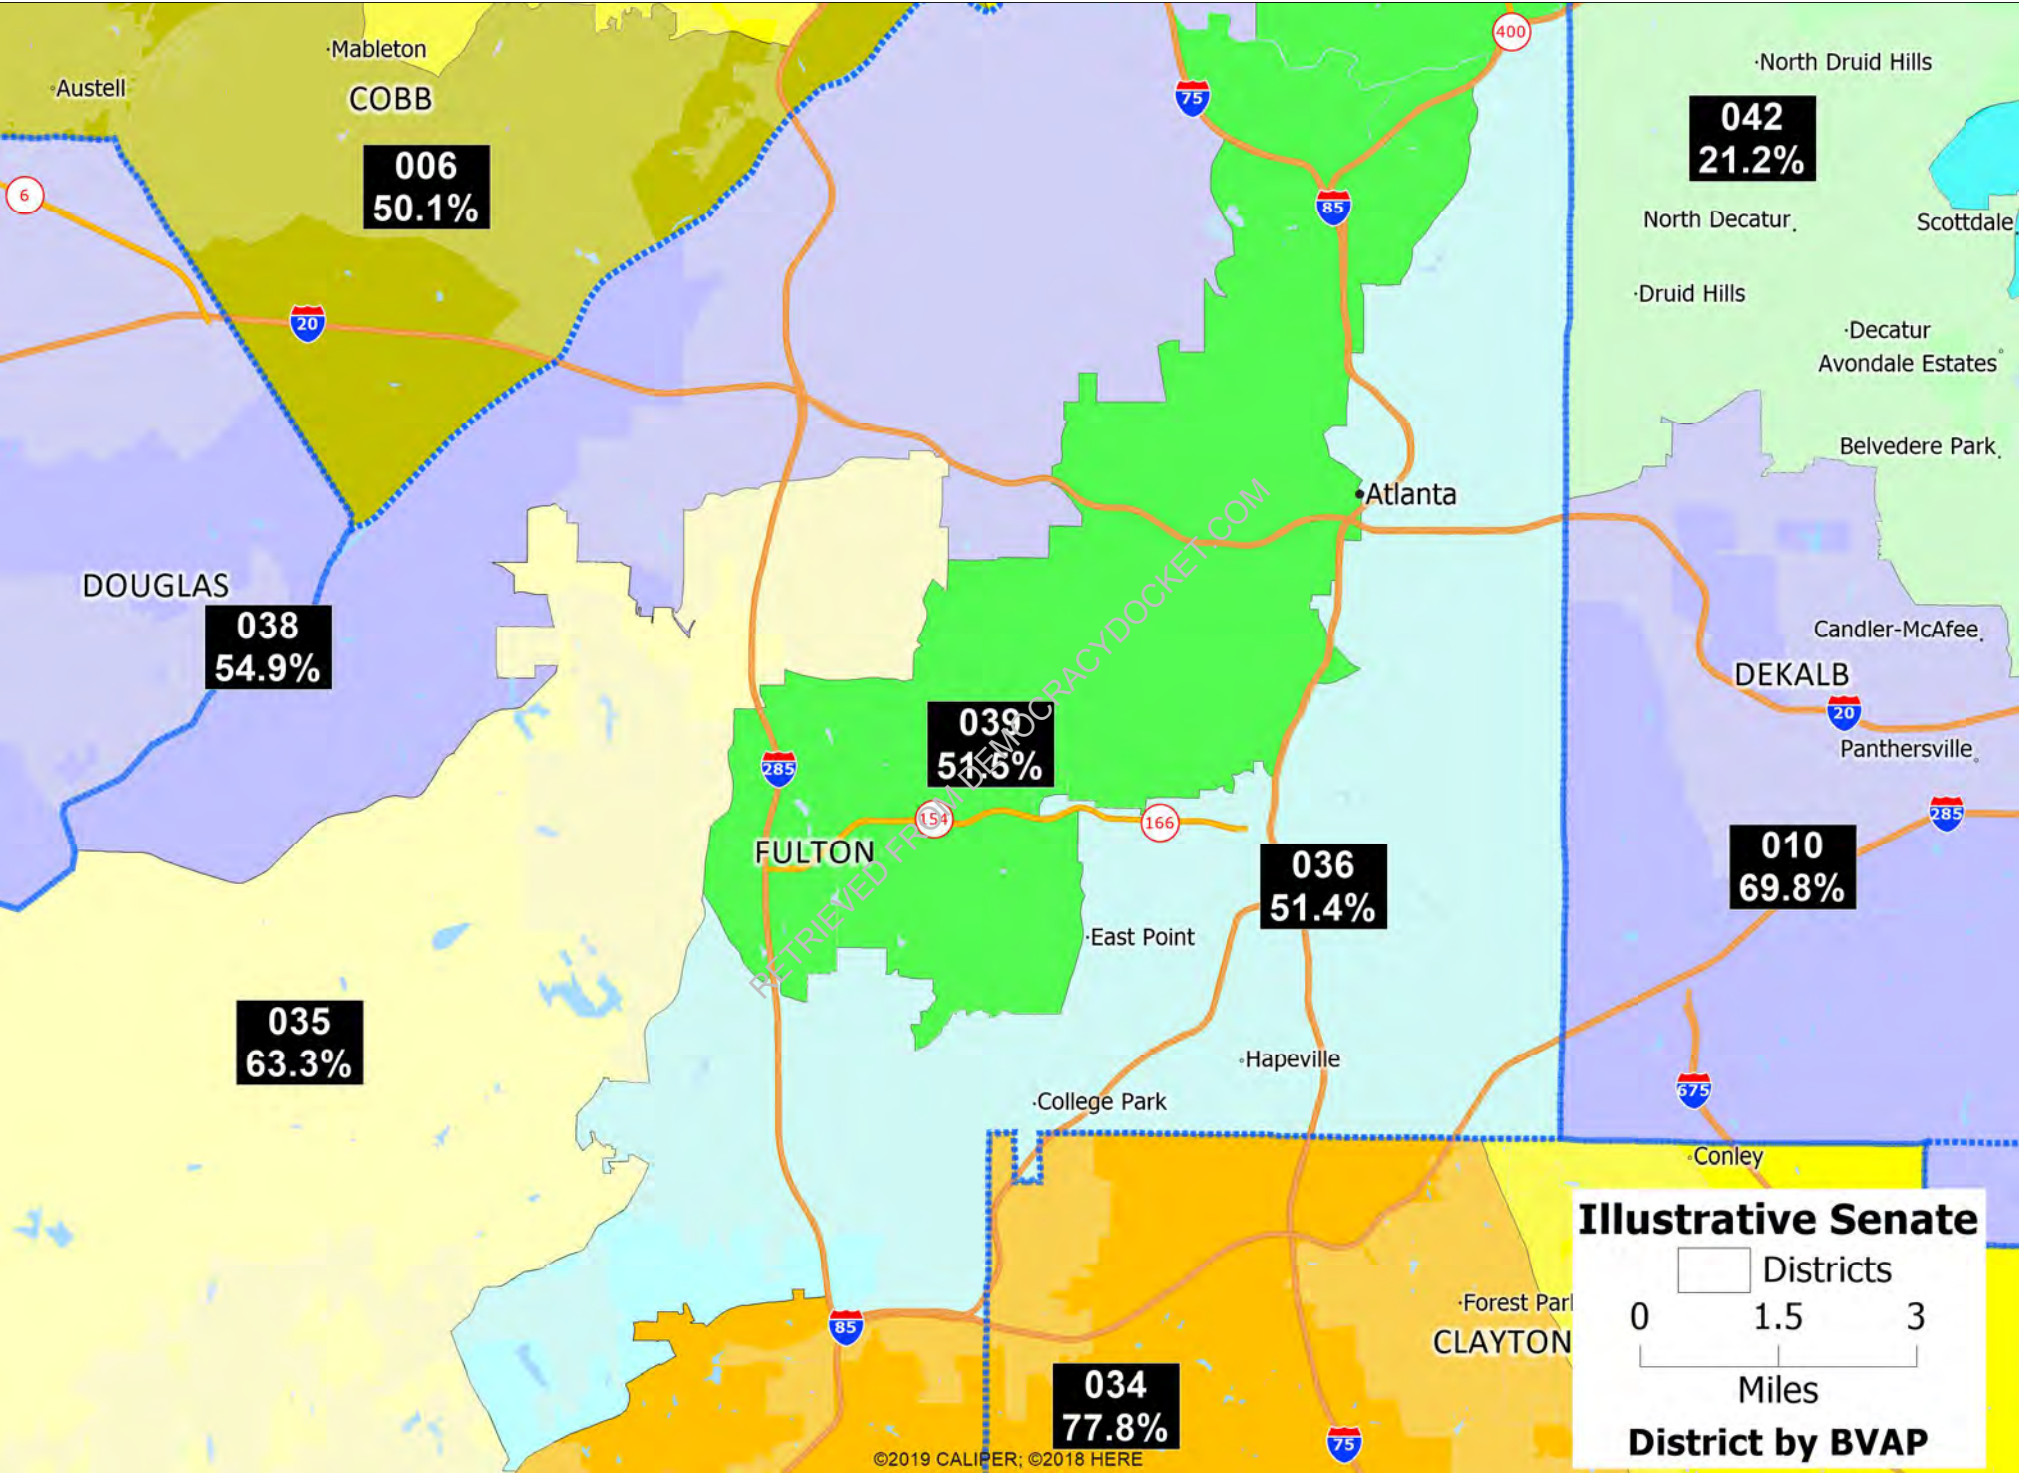 400
·Mableton
North Druid Hills
75
Austell
COBB
042
21.2%
006
50.1%
6
85
North Decatur
Scottdale
Druid Hills
20
Decatur
Avondale Estates
Belvedere Park
Atlanta
DOUGLAS
038
54.9%
Candler-McAfee
DEKALB
20
039
51.5%
Panthersville
285
154
166
285
FULTON
036
51.4%
010
69.8%
East Point
035
63.3%
Hapeville
675
College Park
Conley
Illustrative Senate
Districts
0 1.5 3
Miles
District by BVAP
Forest Parl
CLAYTON
85
034
77.8%
75
©2019 CALIPER; ©2018 HERE
RETRIEVED FROM DEMOCRACYDOCKET.COM